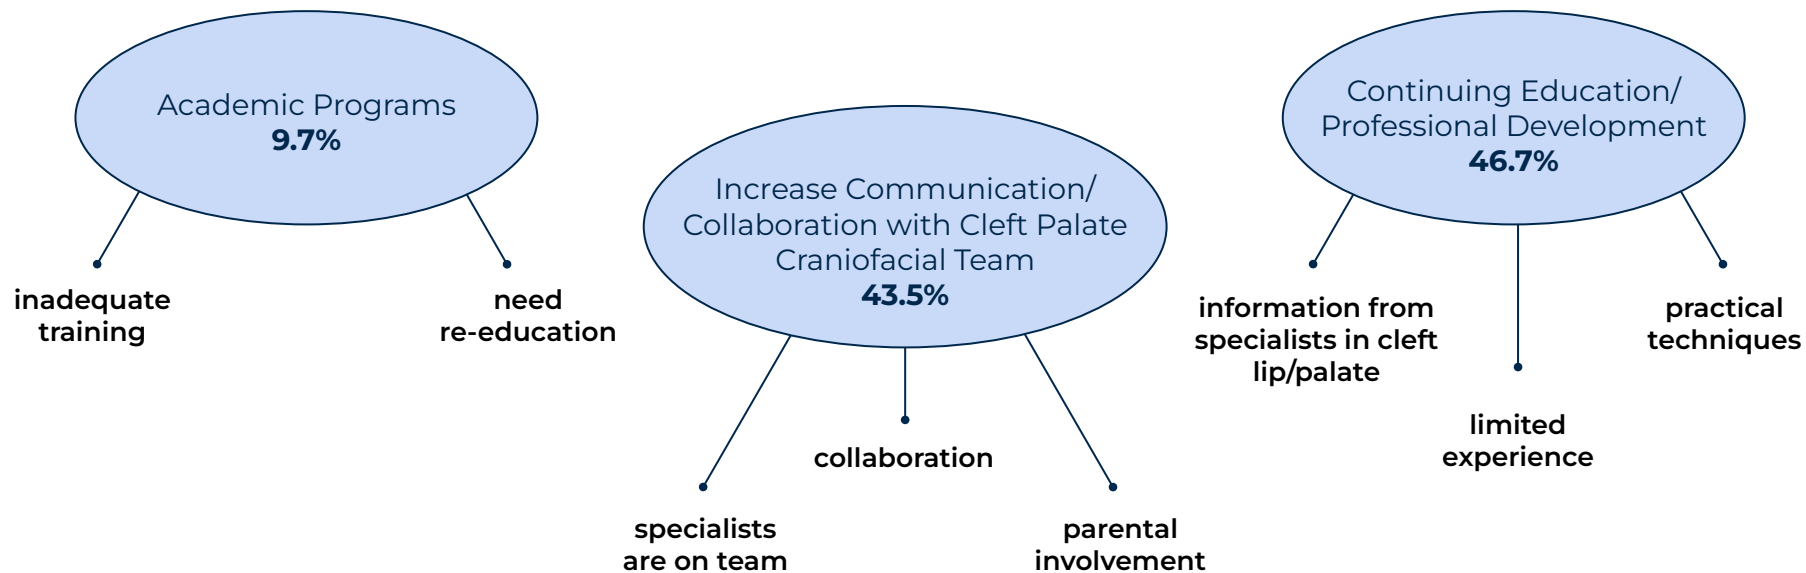 Academic Programs
9.7%
inadequate
training
need
re-education
Increase Communication/
Collaboration with Cleft Palate
Craniofacial Team
43.5%
specialists
are on team
collaboration
parental
involvement
Continuing Education/
Professional Development
46.7%
information from
specialists in cleft
lip/palate
limited
experience
practical
techniques